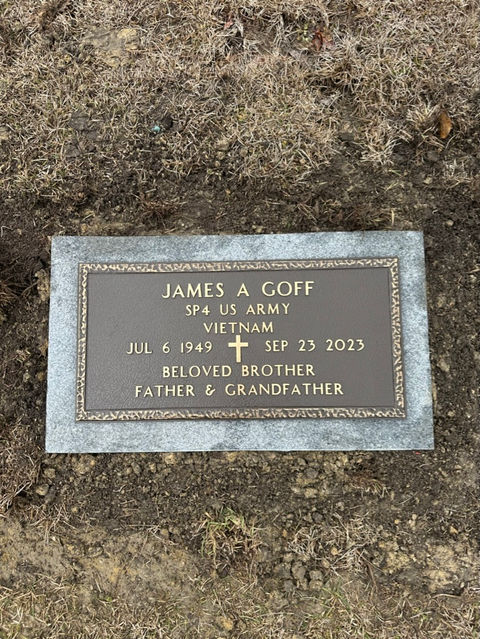 JAMES A GOFF
SP4 US ARMY
VIETNAM
JUL 6 1949 SEP 23 2023
BELOVED BROTHER
FATHER & GRANDFATHER